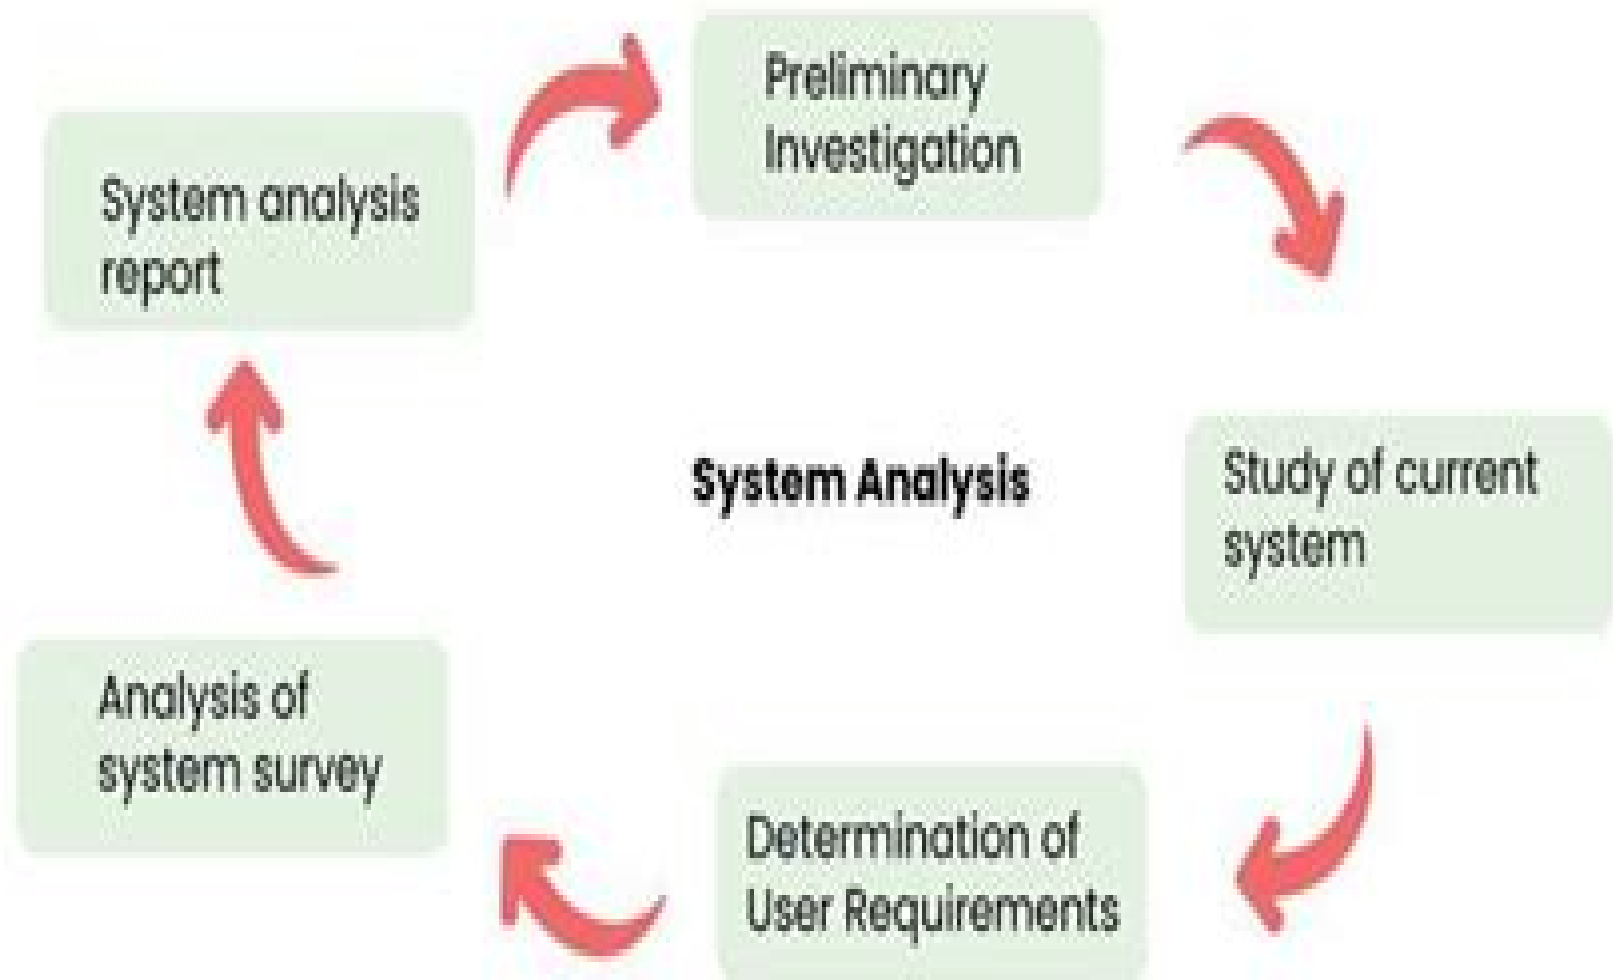 Preliminary
Investigation
System analysis
report
System Analysis
Study of current
system
Analysis of
system survey
Determination of
User Requirements